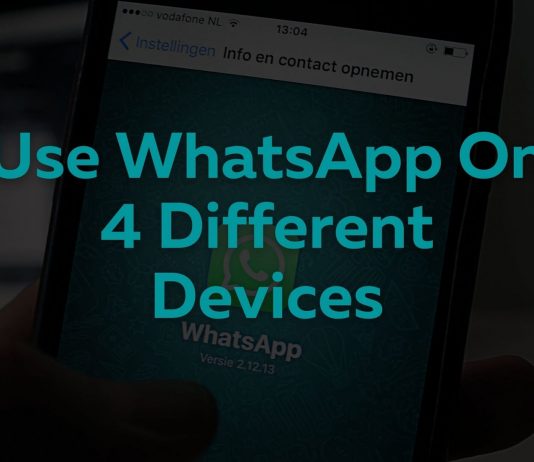 ●●●○○ vodafone NL
13:04
Instellingen
Info en contact opnemen
Use WhatsApp On
4 Different
Devices
WhatsApp
Versie 2.12.13